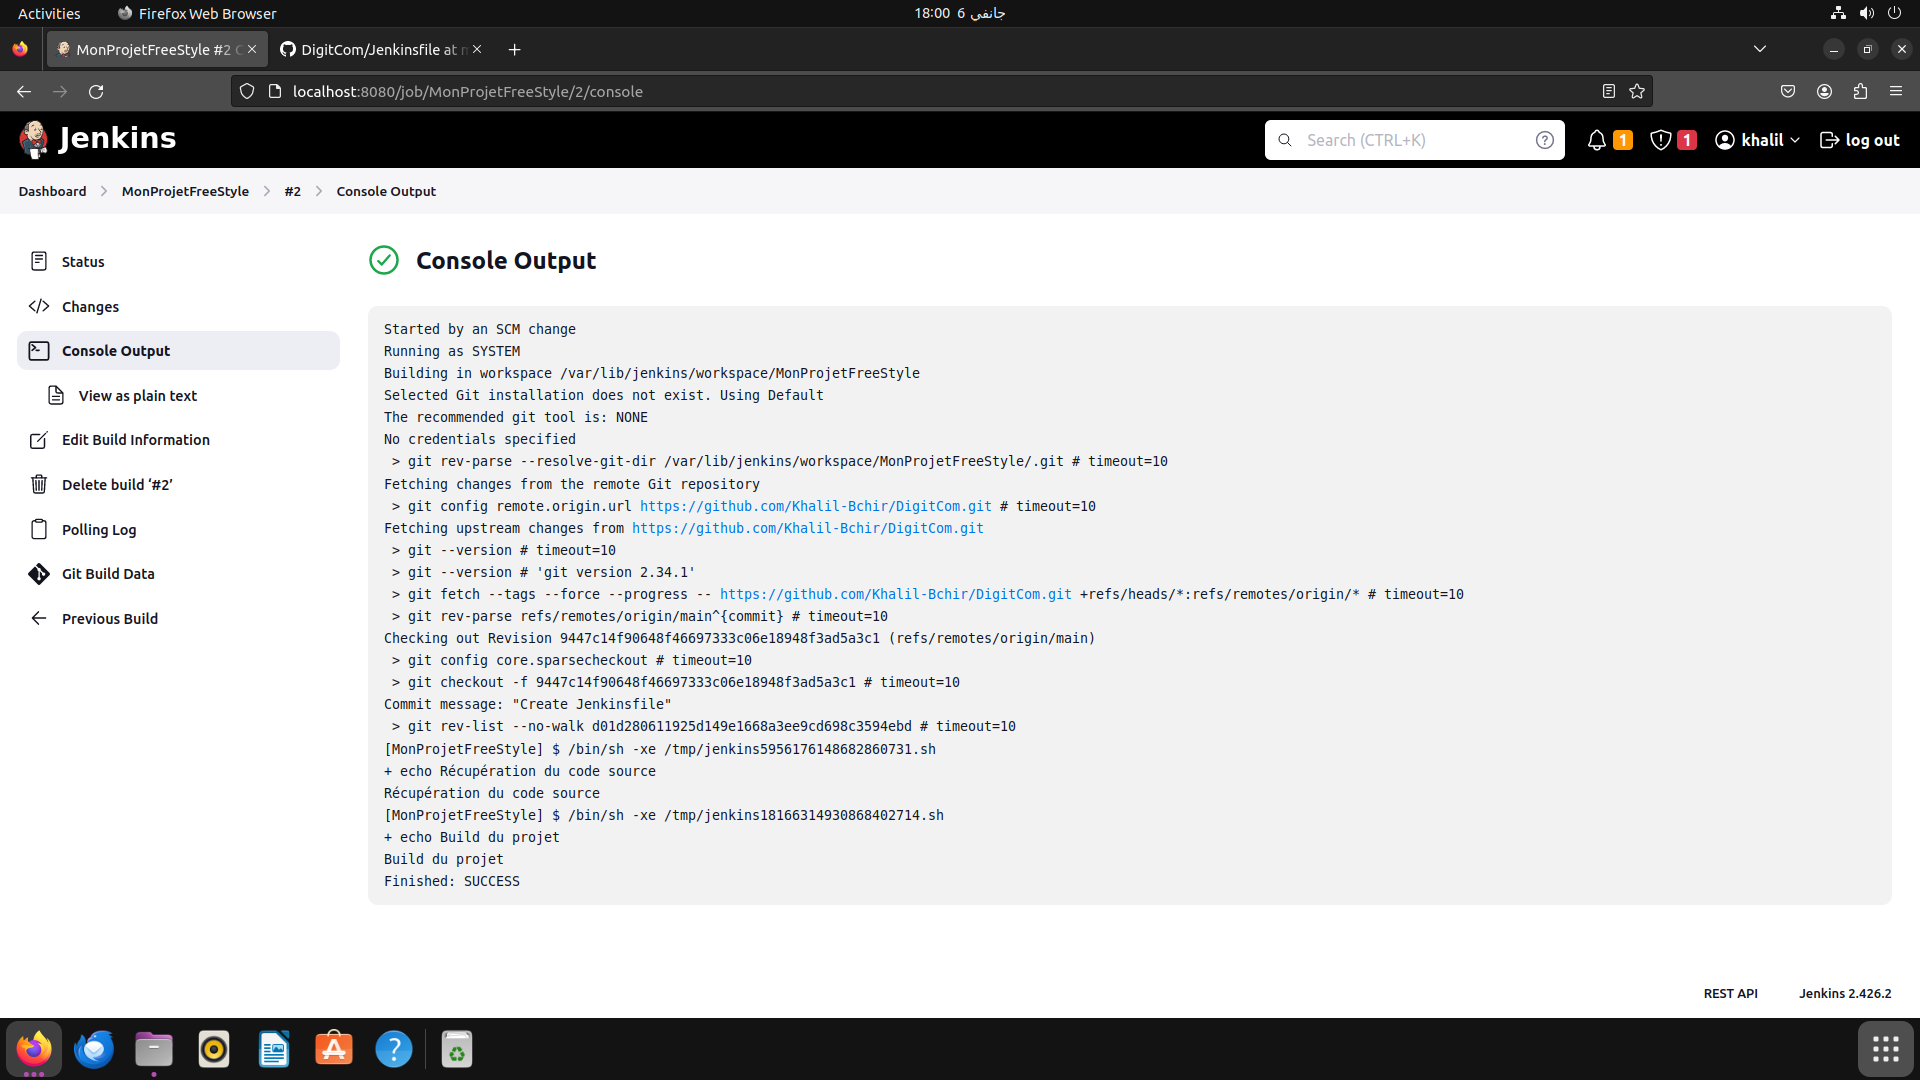 Activities
Firefox Web Browser
18:00 6 جانفي
MonProjetFreeStyle #2
DigitCom/Jenkinsfile at
localhost:8080/job/MonProjetFreeStyle/2/console
Jenkins
Search (CTRL+K)
1
1
khalil
log out
Dashboard
MonProjetFreeStyle
#2
Console Output
Status
Changes
Console Output
View as plain text
Edit Build Information
Delete build ‘#2’
Polling Log
Git Build Data
Previous Build
Console Output
Started by an SCM change
Running as SYSTEM
Building in workspace /var/lib/jenkins/workspace/MonProjetFreeStyle
Selected Git installation does not exist. Using Default
The recommended git tool is: NONE
No credentials specified
 > git rev-parse --resolve-git-dir /var/lib/jenkins/workspace/MonProjetFreeStyle/.git # timeout=10
Fetching changes from the remote Git repository
 > git config remote.origin.url https://github.com/Khalil-Bchir/DigitCom.git # timeout=10
Fetching upstream changes from https://github.com/Khalil-Bchir/DigitCom.git
 > git --version # timeout=10
 > git --version # 'git version 2.34.1'
 > git fetch --tags --force --progress -- https://github.com/Khalil-Bchir/DigitCom.git +refs/heads/*:refs/remotes/origin/* # timeout=10
 > git rev-parse refs/remotes/origin/main^{commit} # timeout=10
Checking out Revision 9447c14f90648f46697333c06e18948f3ad5a3c1 (refs/remotes/origin/main)
 > git config core.sparsecheckout # timeout=10
 > git checkout -f 9447c14f90648f46697333c06e18948f3ad5a3c1 # timeout=10
Commit message: "Create Jenkinsfile"
 > git rev-list --no-walk d01d280611925d149e1668a3ee9cd698c3594ebd # timeout=10
[MonProjetFreeStyle] $ /bin/sh -xe /tmp/jenkins5956176148682860731.sh
+ echo Récupération du code source
Récupération du code source
[MonProjetFreeStyle] $ /bin/sh -xe /tmp/jenkins18166314930868402714.sh
+ echo Build du projet
Build du projet
Finished: SUCCESS
REST API
Jenkins 2.426.2